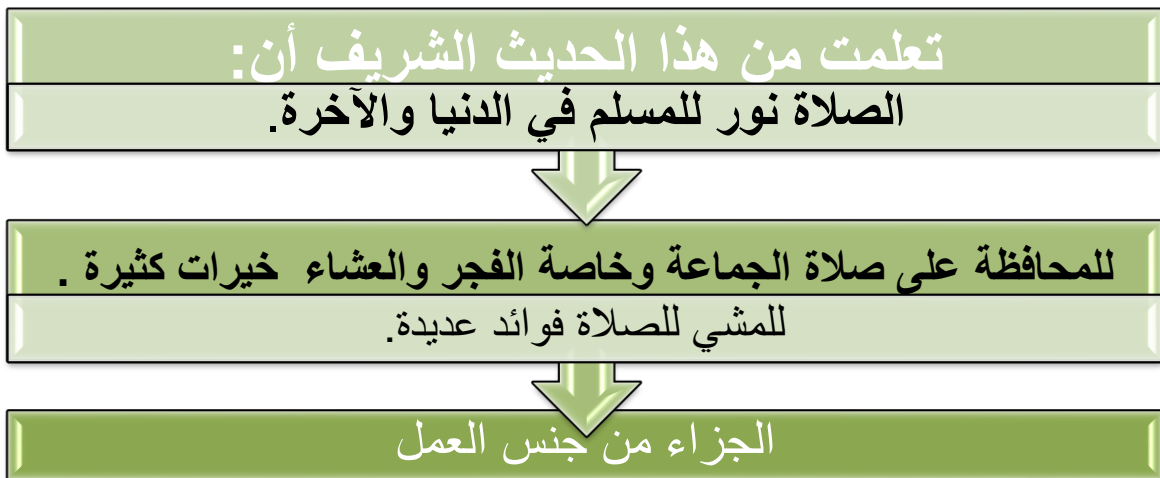 تعلمت من هذا الحديث الشريف أن:
الصلاة نور للمسلم في الدنيا والآخرة.
للمحافظة على صلاة الجماعة وخاصة الفجر والعشاء خيرات كثيرة .
للمشي للصلاة فوائد عديدة.
الجزاء من جنس العمل